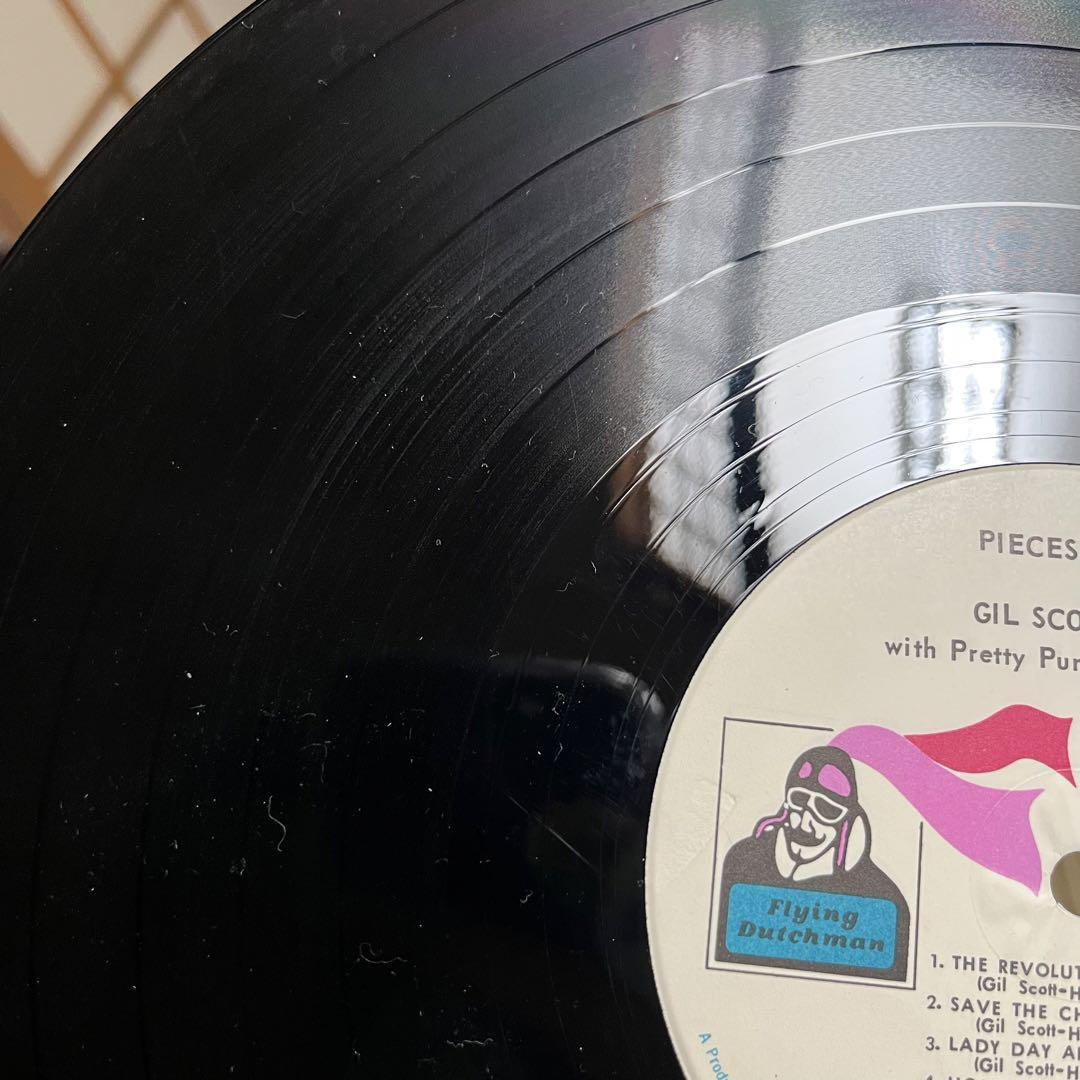 PIECES
GIL SCO
with Pretty Pur
Flying
Dutchman
1. THE REVOLUT
(Gil Scott-H
2. SAVE THE CH
(Gil Scott-H
3. LADY DAY A
(Gil Scott-H
A Prod